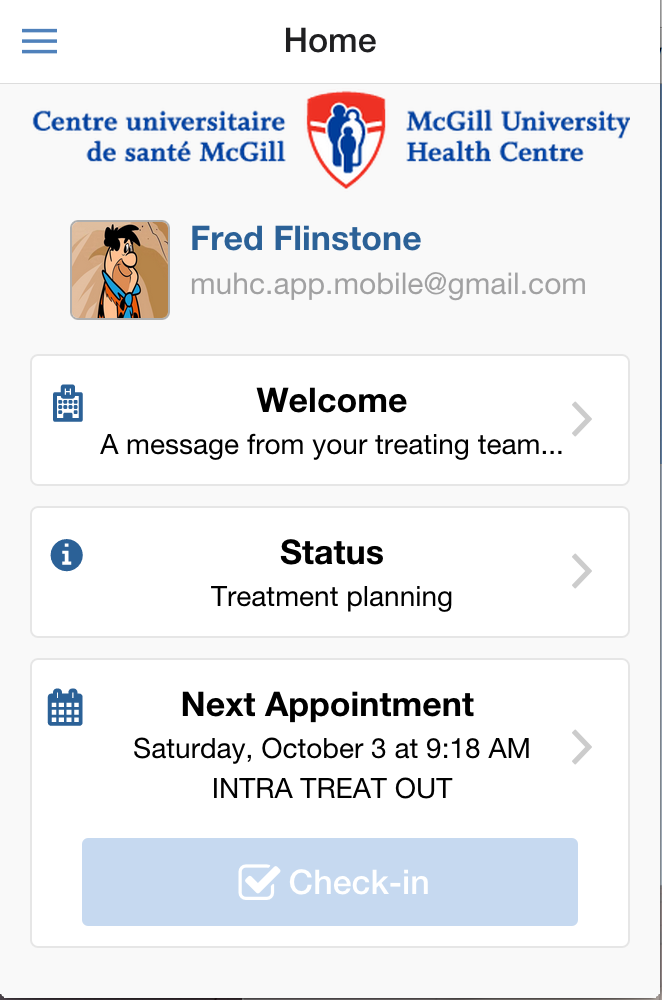 Home
Centre universitaire
de santé McGill
McGill University
Health Centre
Fred Flinstone
muhc.app.mobile@gmail.com
Welcome
A message from your treating team...
Status
Treatment planning
Next Appointment
Saturday, October 3 at 9:18 AM
INTRA TREAT OUT
Check-in